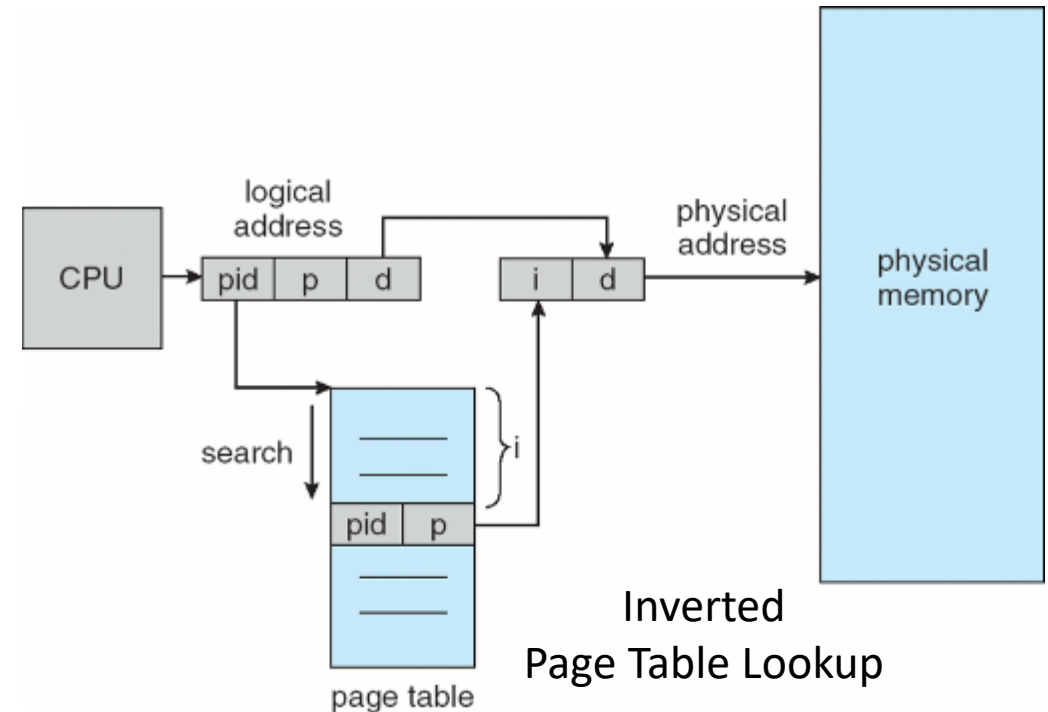 logical
address
physical
address
CPU
pid p d
i d
physical
memory
search
i
pid p
Inverted
Page Table Lookup
page table